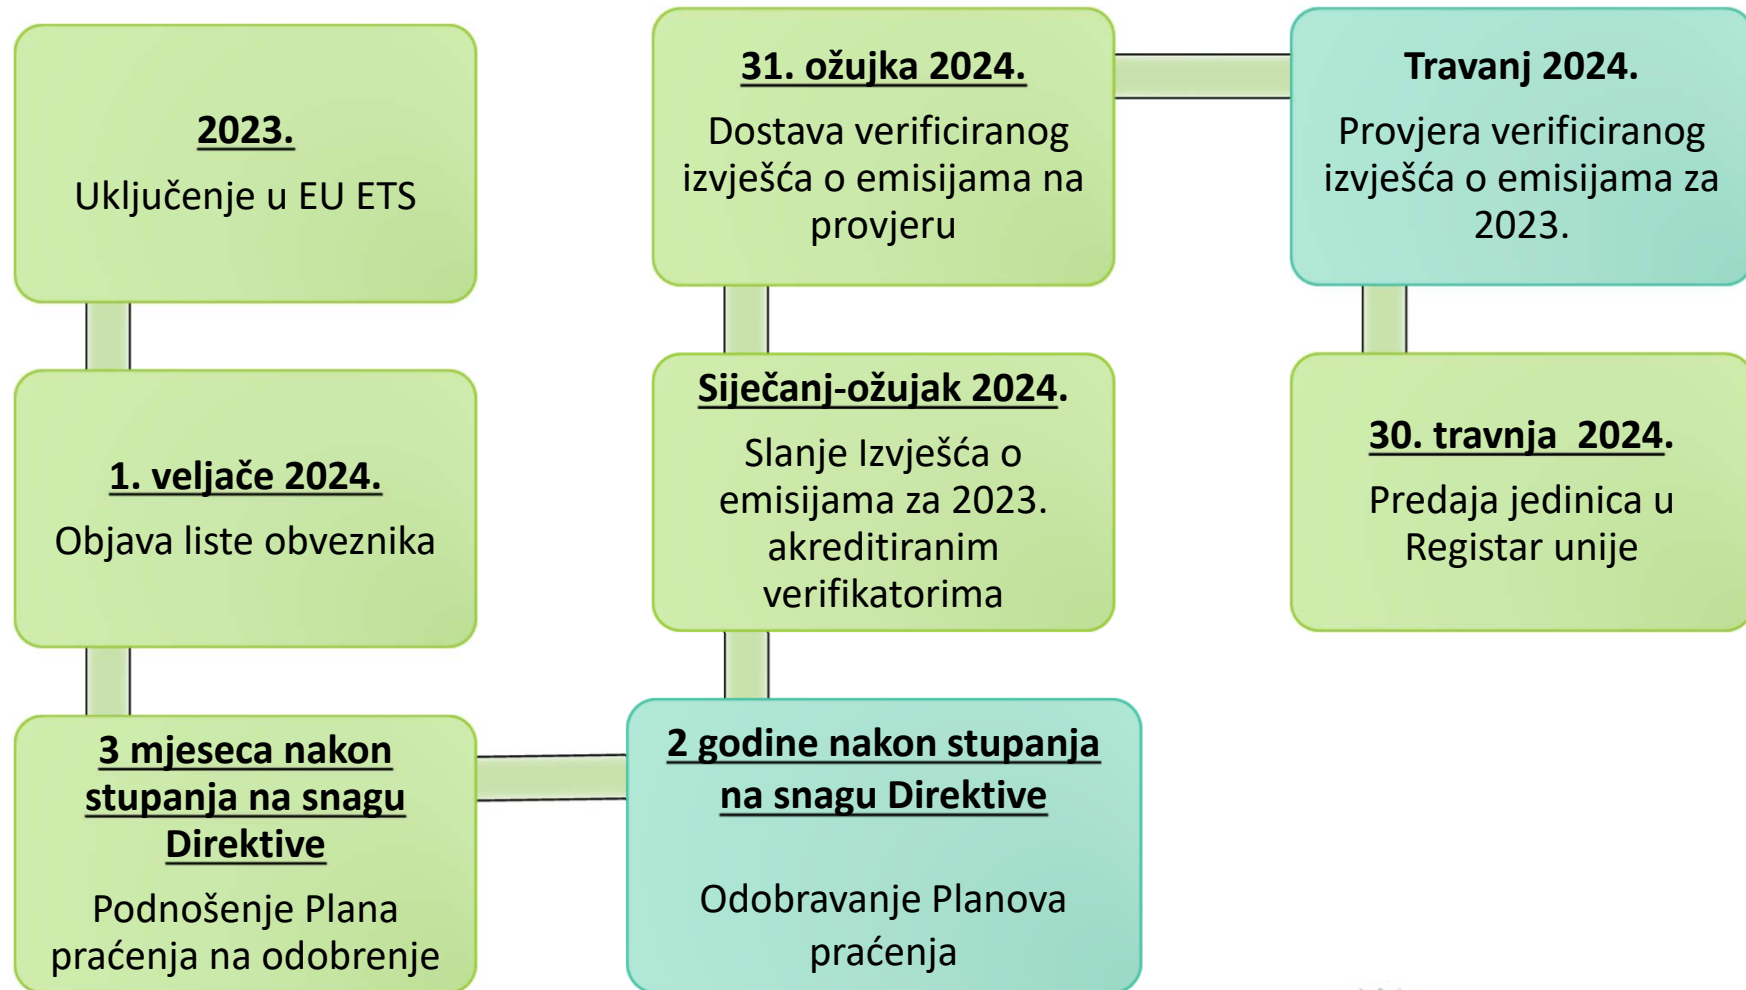 2023.
Uključenje u EU ETS
1. veljače 2024.
Objava liste obveznika
3 mjeseca nakon
stupanja na snagu
Direktive
Podnošenje Plana
praćenja na odobrenje
2 godine nakon stupanja
na snagu Direktive
Odobravanje Planova
praćenja
Siječanj-ožujak 2024.
Slanje Izvješća o
emisijama za 2023.
akreditiranim
verifikatorima
31. ožujka 2024.
Dostava verificiranog
izvješća o emisijama na
provjeru
Travanj 2024.
Provjera verificiranog
izvješća o emisijama za
2023.
30. travnja 2024.
Predaja jedinica u
Registar unije